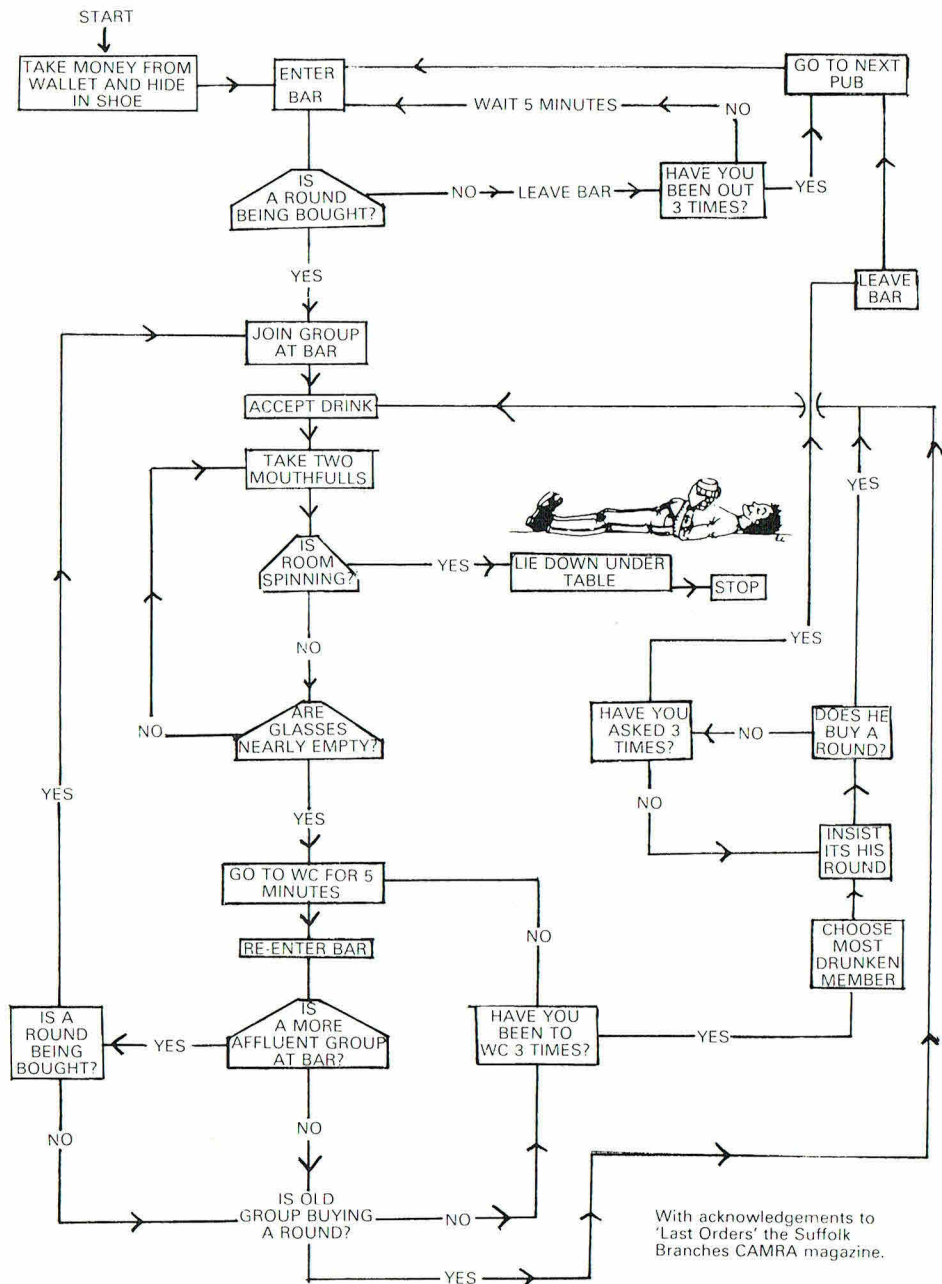 START
TAKE MONEY FROM
WALLET AND HIDE
IN SHOE
ENTER
BAR
GO TO NEXT
PUB
WAIT 5 MINUTES
NO
IS
A ROUND
BEING BOUGHT?
NO
LEAVE BAR
HAVE YOU
BEEN OUT
3 TIMES?
YES
YES
LEAVE
BAR
JOIN GROUP
AT BAR
ACCEPT DRINK
TAKE TWO
MOUTHFULLS
YES
IS
ROOM
SPINNING?
YES
LIE DOWN UNDER
TABLE
STOP
YES
NO
NO
ARE
GLASSES
NEARLY EMPTY?
HAVE YOU
ASKED 3
TIMES?
NO
DOES HE
BUY A
ROUND?
YES
YES
NO
INSIST
ITS HIS
ROUND
GO TO WC FOR 5
MINUTES
NO
RE-ENTER BAR
CHOOSE
MOST
DRUNKEN
MEMBER
IS A
ROUND
BEING
BOUGHT?
YES
IS
A MORE
AFFLUENT GROUP
AT BAR?
HAVE YOU
BEEN TO
WC 3 TIMES?
YES
NO
NO
IS OLD
GROUP BUYING
A ROUND?
NO
YES
With acknowledgements to
'Last Orders' the Suffolk
Branches CAMRA magazine.